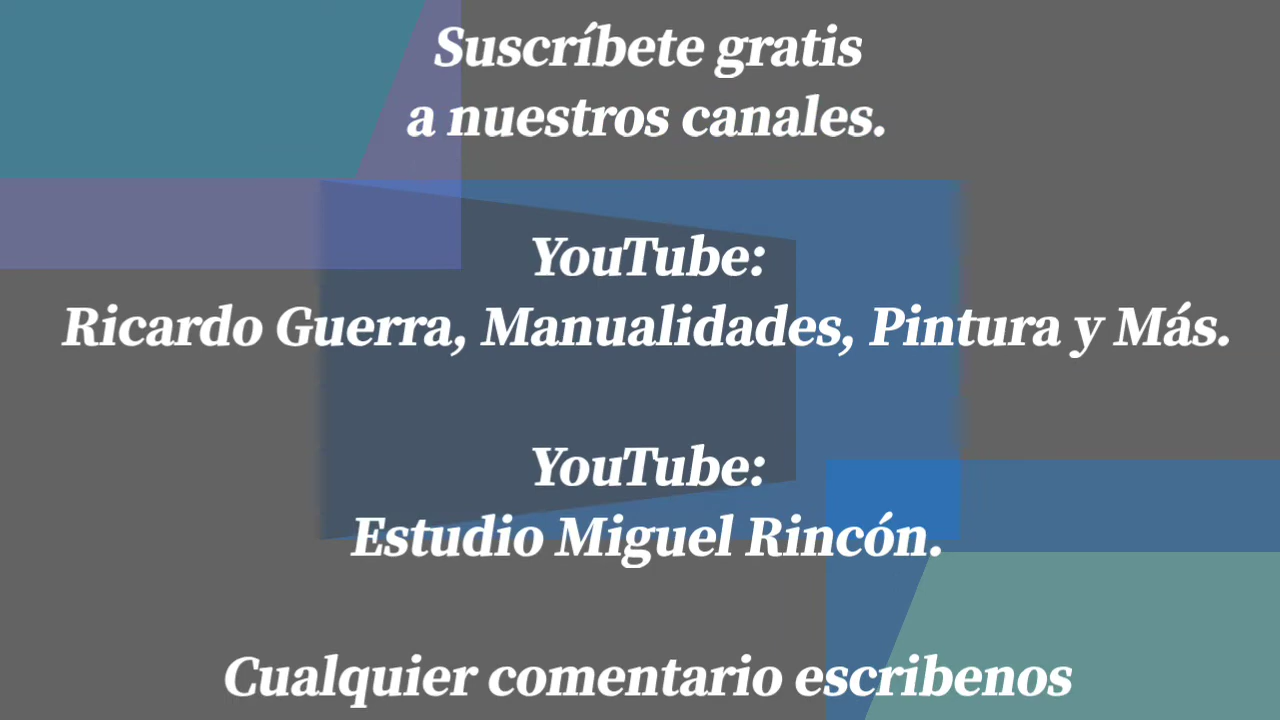 Suscríbete gratis
a nuestros canales.
YouTube:
Ricardo Guerra, Manualidades, Pintura y Más.
YouTube:
Estudio Miguel Rincón.
Cualquier comentario escribenos